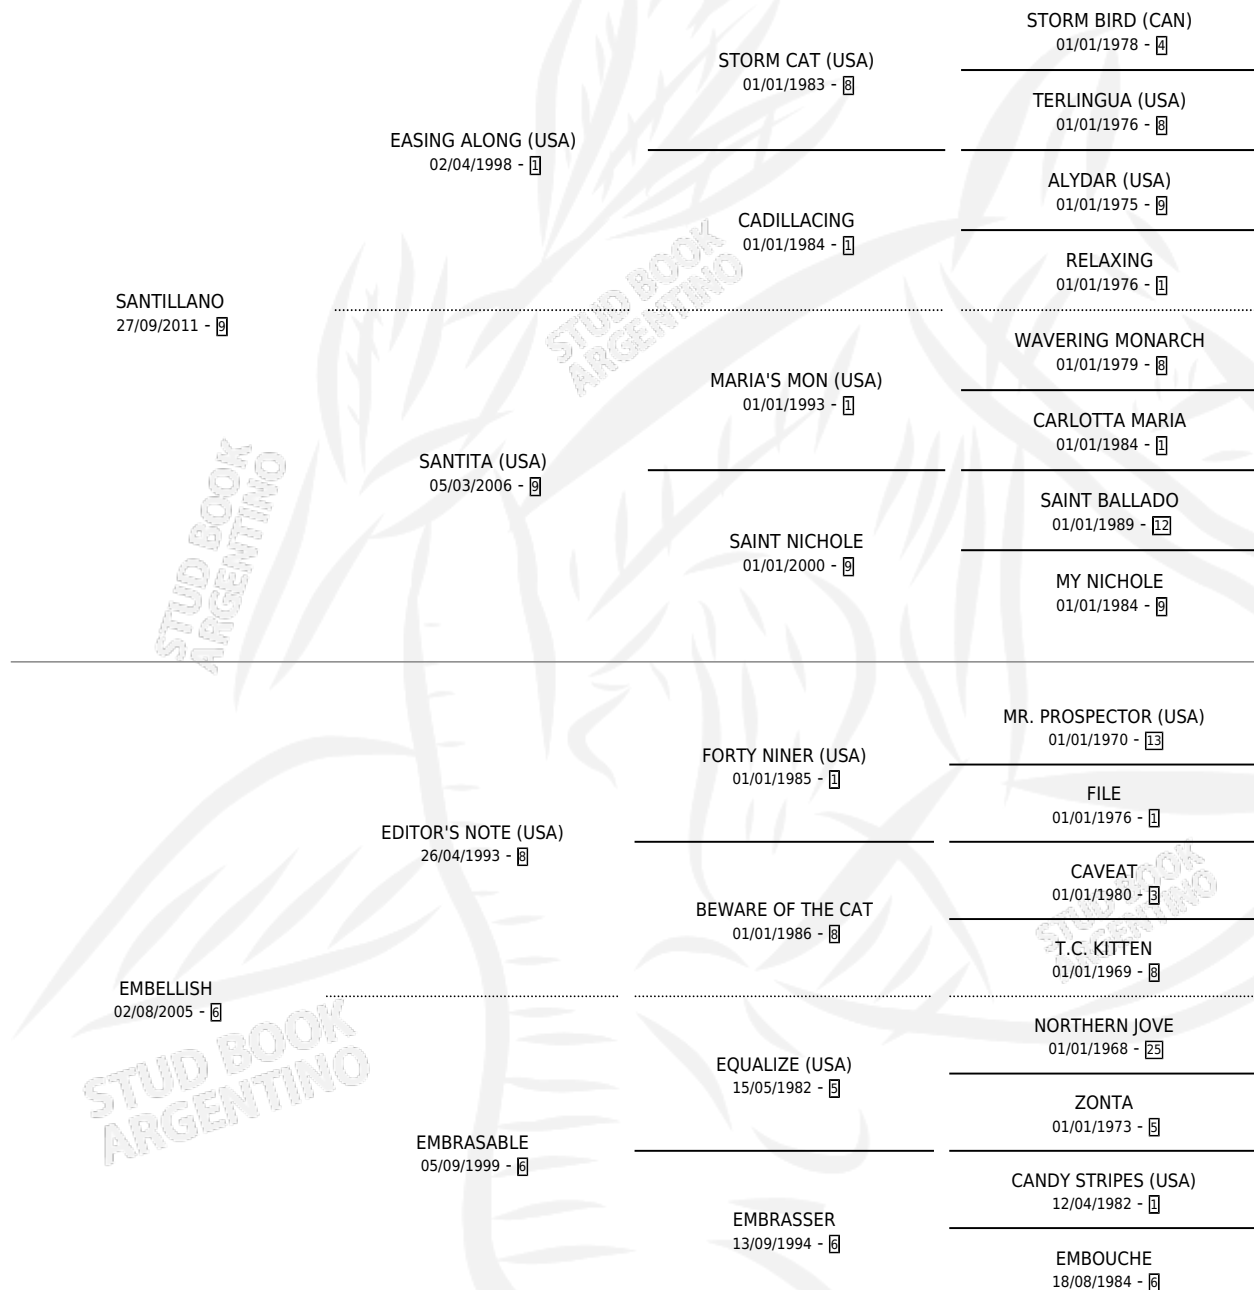 STORM BIRD (CAN)
01/01/1978 - 4
STORM CAT (USA)
01/01/1983 - 8
TERLINGUA (USA)
01/01/1976 - 8
EASING ALONG (USA)
02/04/1998 - 1
ALYDAR (USA)
01/01/1975 - 9
CADILLACING
01/01/1984 - 1
RELAXING
01/01/1976 - 1
SANTILLANO
27/09/2011 - 9
WAVERING MONARCH
01/01/1979 - 8
MARIA'S MON (USA)
01/01/1993 - 1
CARLOTTA MARIA
01/01/1984 - 1
SANTITA (USA)
05/03/2006 - 9
SAINT BALLADO
01/01/1989 - 12
SAINT NICHOLE
01/01/2000 - 9
MY NICHOLE
01/01/1984 - 9
MR. PROSPECTOR (USA)
01/01/1970 - 13
FORTY NINER (USA)
01/01/1985 - 1
FILE
01/01/1976 - 1
EDITOR'S NOTE (USA)
26/04/1993 - 8
CAVEAT
01/01/1980 - 3
BEWARE OF THE CAT
01/01/1986 - 8
T.C. KITTEN
01/01/1969 - 8
EMBELLISH
02/08/2005 - 6
NORTHERN JOVE
01/01/1968 - 25
EQUALIZE (USA)
15/05/1982 - 5
ZONTA
01/01/1973 - 5
EMBRASABLE
05/09/1999 - 6
CANDY STRIPES (USA)
12/04/1982 - 1
EMBRASSER
13/09/1994 - 6
EMBOUCHE
18/08/1984 - 6
STUD BOOK
ARGENTINO
STUD BOOK
ARGENTINO
STUD BOOK
ARGENTINO
STUD BOOK
ARGENTINO